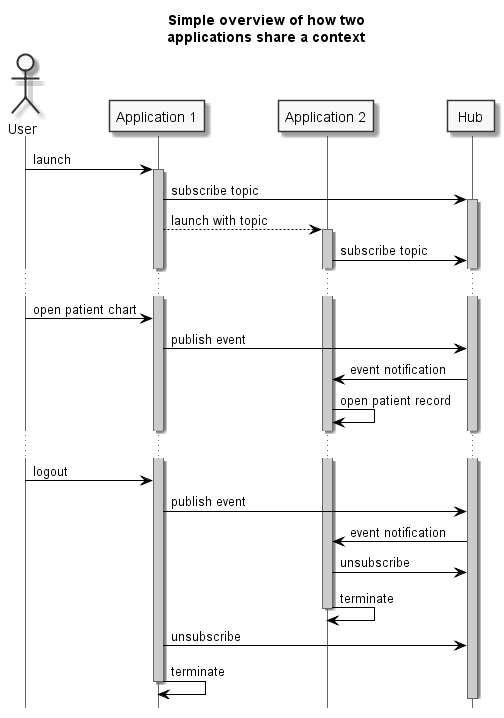 Simple overview of how two
applications share a context
User
Application 1
Application 2
Hub
launch
subscribe topic
launch with topic
subscribe topic
open patient chart
publish event
event notification
open patient record
logout
publish event
event notification
unsubscribe
terminate
unsubscribe
terminate